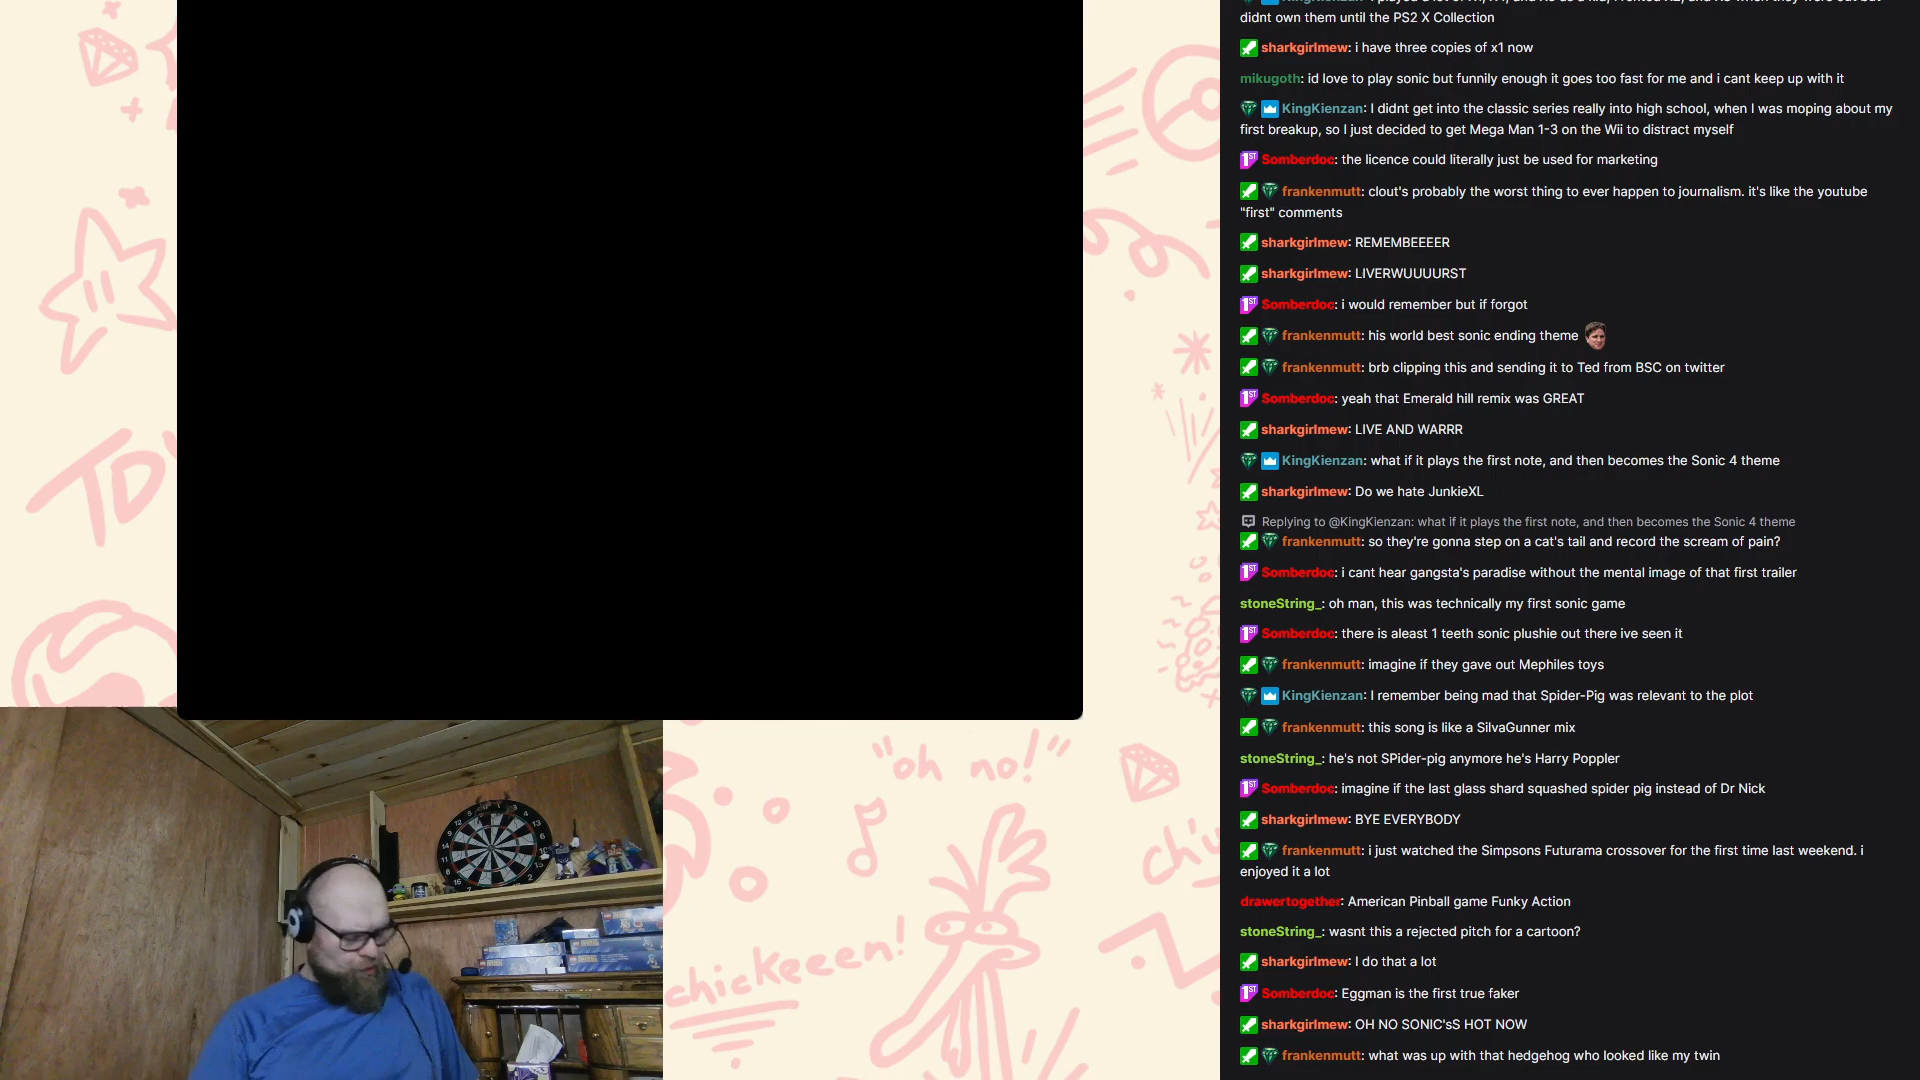 didnt own them until the PS2 X Collection
sharkgirlmew: i have three copies of x1 now
mikugoth: id love to play sonic but funnily enough it goes too fast for me and i cant keep up with it
KingKienzan: I didnt get into the classic series really into high school, when I was moping about my
first breakup, so I just decided to get Mega Man 1-3 on the Wii to distract myself
Somberdoc: the licence could literally just be used for marketing
frankenmutt: clout's probably the worst thing to ever happen to journalism. it's like the youtube
"first" comments
sharkgirlmew: REMEMBEEEER
sharkgirlmew: LIVERWUUUURST
Somberdoc: i would remember but if forgot
frankenmutt: his world best sonic ending theme
frankenmutt: brb clipping this and sending it to Ted from BSC on twitter
Somberdoc: yeah that Emerald hill remix was GREAT
sharkgirlmew: LIVE AND WARRR
KingKienzan: what if it plays the first note, and then becomes the Sonic 4 theme
sharkgirlmew: Do we hate JunkieXL
Replying to @KingKienzan: what if it plays the first note, and then becomes the Sonic 4 theme
frankenmutt: so they're gonna step on a cat's tail and record the scream of pain?
Somberdoc: i cant hear gangsta's paradise without the mental image of that first trailer
stoneString_: oh man, this was technically my first sonic game
Somberdoc: there is aleast 1 teeth sonic plushie out there ive seen it
frankenmutt: imagine if they gave out Mephiles toys
KingKienzan: I remember being mad that Spider-Pig was relevant to the plot
frankenmutt: this song is like a SilvaGunner mix
stoneString_: he's not SPider-pig anymore he's Harry Poppler
Somberdoc: imagine if the last glass shard squashed spider pig instead of Dr Nick
sharkgirlmew: BYE EVERYBODY
frankenmutt: i just watched the Simpsons Futurama crossover for the first time last weekend. i
enjoyed it a lot
drawertogether: American Pinball game Funky Action
stoneString_: wasnt this a rejected pitch for a cartoon?
sharkgirlmew: I do that a lot
Somberdoc: Eggman is the first true faker
sharkgirlmew: OH NO SONIC'sS HOT NOW
frankenmutt: what was up with that hedgehog who looked like my twin
"oh no!"
chickeeen!